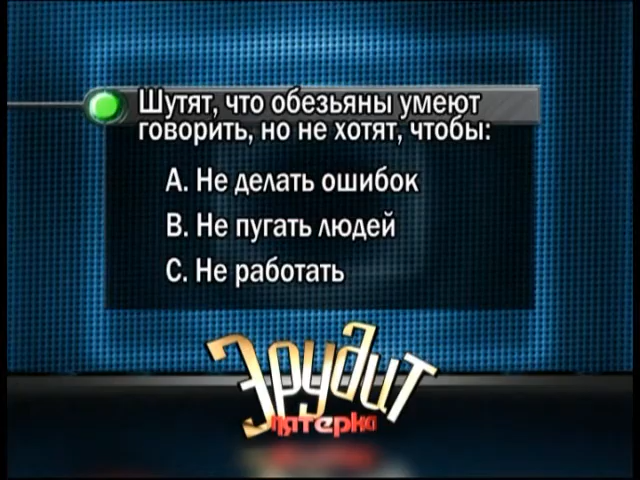 Шутят, что обезьяны умеют
говорить, но не хотят, чтобы:
А. Не делать ошибок
В. Не пугать людей
С. Не работать
Эрудит
пятерка